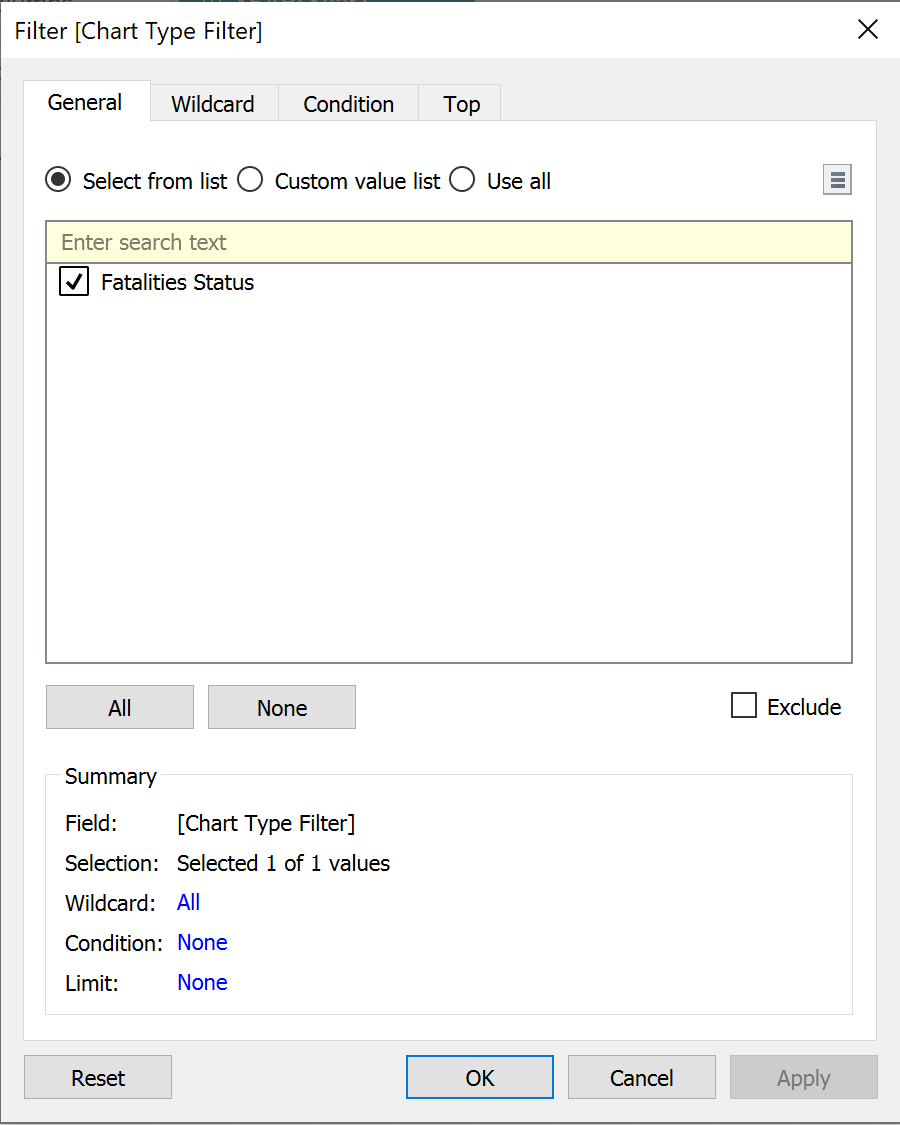 Filter [Chart Type Filter]
General Wildcard Condition Top
Select from list Custom value list Use all
Enter search text
Fatalities Status
All None Exclude
Summary
Field: [Chart Type Filter]
Selection: Selected 1 of 1 values
Wildcard: All
Condition: None
Limit: None
Reset OK Cancel Apply